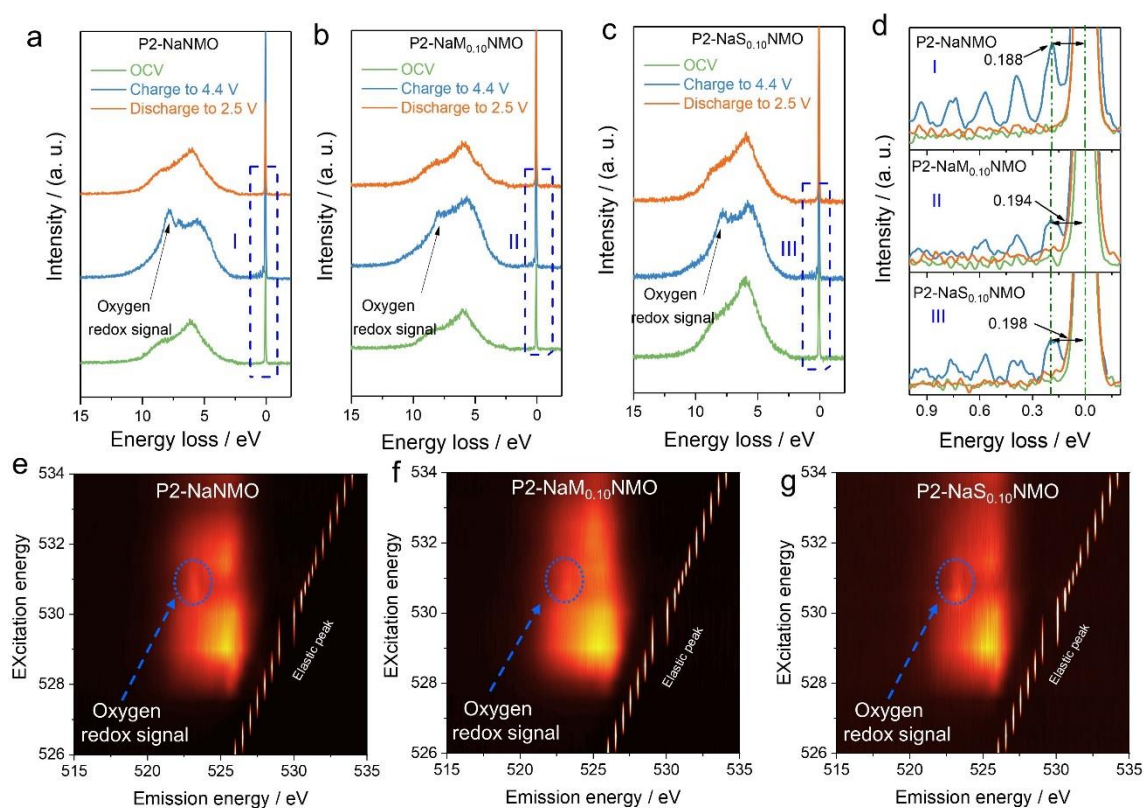 a
P2-NaNMO
OCV
Charge to 4.4 V
Discharge to 2.5 V
I
Oxygen
redox signal
15 10 5 0
Energy loss / eV
Intensity / (a. u.)
b
P2-NaM0.10NMO
OCV
Charge to 4.4 V
Discharge to 2.5 V
II
Oxygen
redox signal
15 10 5 0
Energy loss / eV
Intensity / (a. u.)
c
P2-NaS0.10NMO
OCV
Charge to 4.4 V
Discharge to 2.5 V
III
Oxygen
redox signal
15 10 5 0
Energy loss / eV
Intensity / (a. u.)
d
P2-NaNMO
0.188
I
P2-NaM0.10NMO
II
0.194
P2-NaS0.10NMO
III
0.198
0.9 0.6 0.3 0.0
Energy loss / eV
Intensity / (a. u.)
e
P2-NaNMO
534
532
530
528
526
EXcitation energy
Elastic peak
Oxygen
redox signal
515 520 525 530 535
Emission energy / eV
f
P2-NaM0.10NMO
534
532
530
528
526
EXcitation energy
Elastic peak
Oxygen
redox signal
515 520 525 530 535
Emission energy / eV
g
P2-NaS0.10NMO
534
532
530
528
526
EXcitation energy
Elastic peak
Oxygen
redox signal
515 520 525 530 535
Emission energy / eV